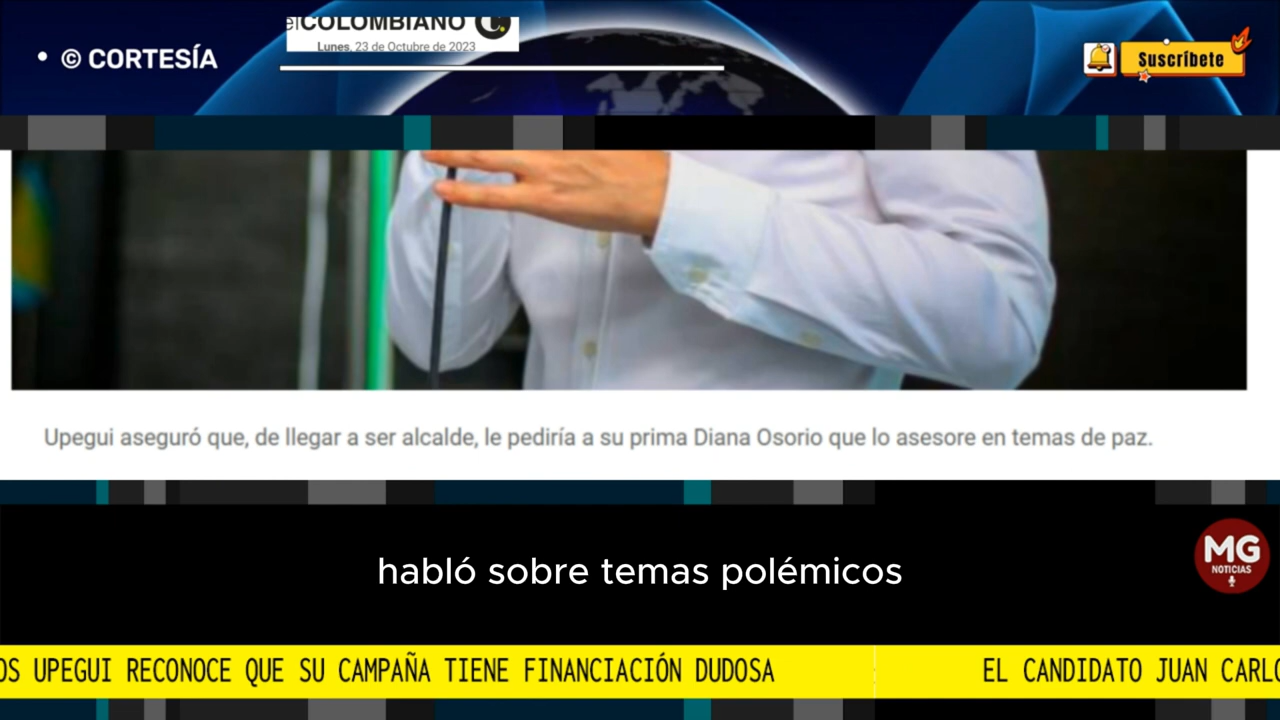 elCOLOMBIANO
Lunes, 23 de Octubre de 2023
• © CORTESÍA
Suscríbete
Upegui aseguró que, de llegar a ser alcalde, le pediría a su prima Diana Osorio que lo asesore en temas de paz.
habló sobre temas polémicos
MG
NOTICIAS
OS UPEGUI RECONOCE QUE SU CAMPAÑA TIENE FINANCIACIÓN DUDOSA
EL CANDIDATO JUAN CARLO